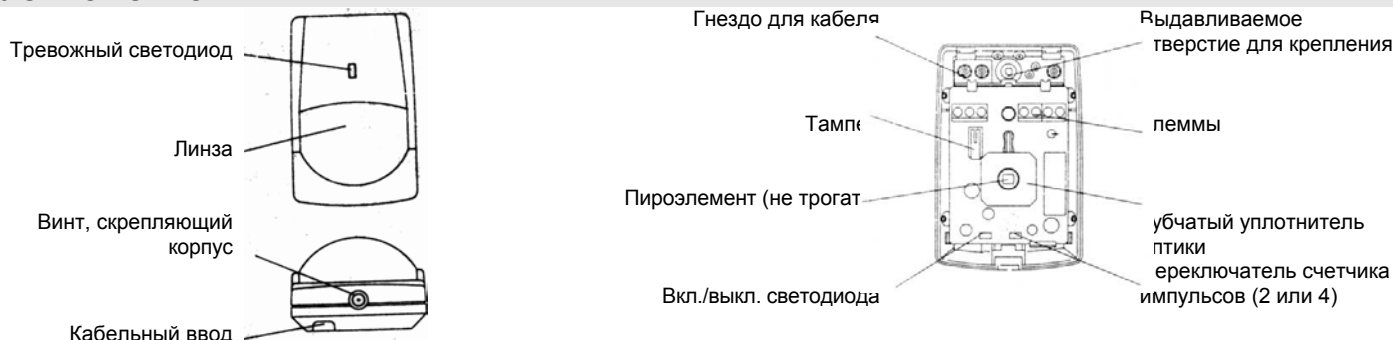 Тревожный светодиод
Линза
Винт, скрепляющий
корпус
Кабельный ввод
Гнездо для кабеля
Тампе
Пироэлемент (не трогат
Вкл./выкл. светодиода
Выдавливаемое
тверстие для крепления
леммы
убчатый уплотнитель
птики
ереключатель счетчика
импульсов (2 или 4)